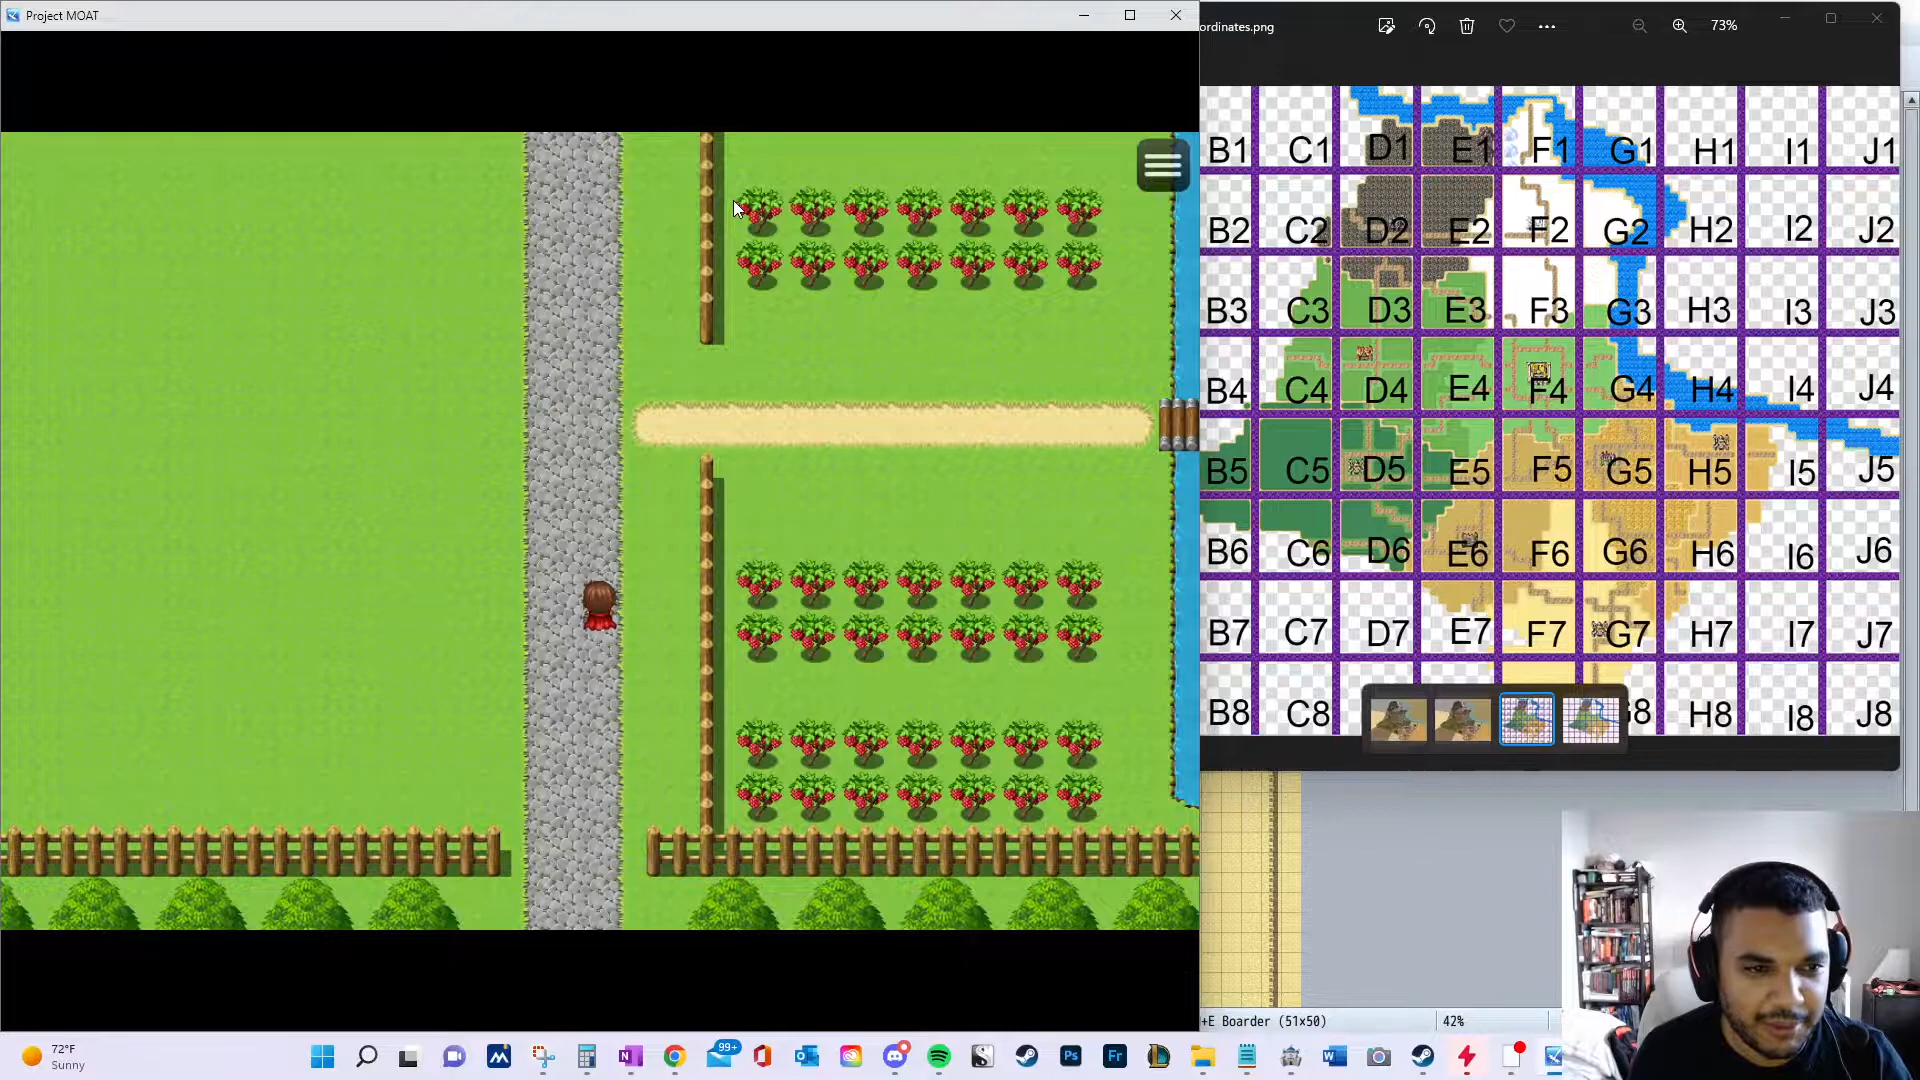 Project MOAT
ordinates.png
73%
B1 C1 D1 E1 F1 G1 H1 I1 J1
B2 C2 D2 E2 F2 G2 H2 I2 J2
B3 C3 D3 E3 F3 G3 H3 I3 J3
B4 C4 D4 E4 F4 G4 H4 I4 J4
B5 C5 D5 E5 F5 G5 H5 I5 J5
B6 C6 D6 E6 F6 G6 H6 I6 J6
B7 C7 D7 E7 F7 G7 H7 I7 J7
B8 C8 8 H8 I8 J8
+E Boarder (51x50)
42%
72°F
Sunny
99+
N
Ps
Fr
W